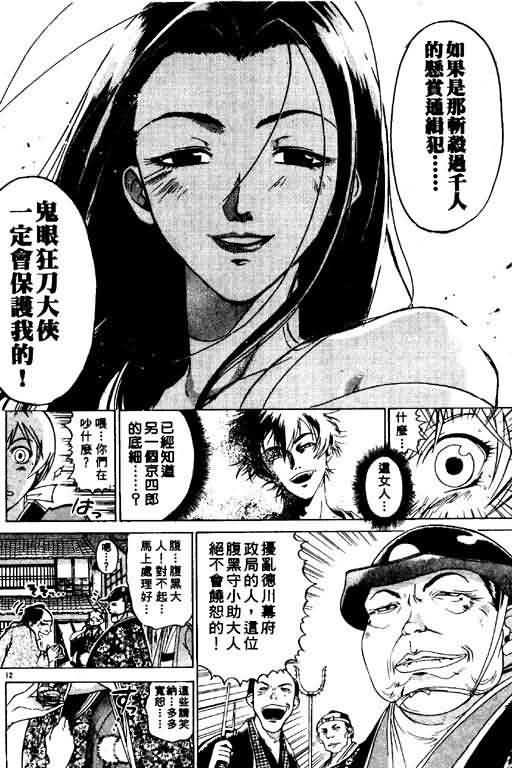 如果是那斬殺過千人
的懸賞通緝犯……
鬼眼狂刀大俠
一定會保護我的！
什麼…
這女人…
已經知道
另一個京四郎
的底細……？
喂…你們在
吵什麼？
はっ
擾亂德川幕府
政局的人，這位
腹黑守小助大人
絕不會饒恕的！
腹…腹黑大
人！對不起…
馬上處理好…
嗯…？
這些請笑
納…多多
寬恕…
12